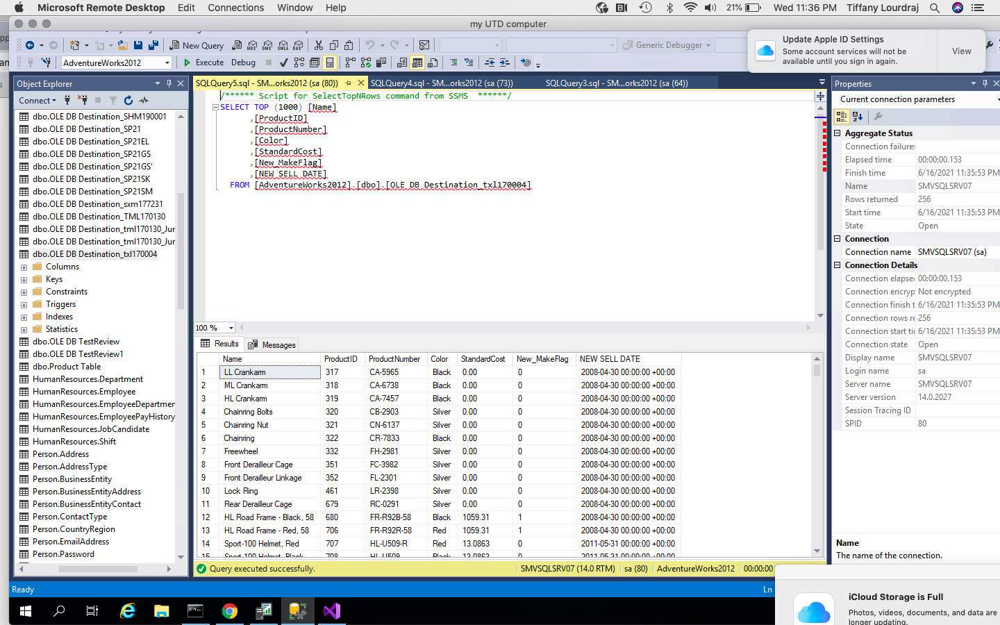 Microsoft Remote Desktop Edit Connections Window Help
21% Wed 11:36 PM Tiffany Lourdraj
my UTD computer
New Query
Generic Debugger
AdventureWorks2012
Execute Debug
Update Apple ID Settings
Some account services will not be
available until you sign in again.
View
Object Explorer
Connect
dbo.OLE DB Destination_SHM190001
dbo.OLE DB Destination_SP21
dbo.OLE DB Destination_SP21EL
dbo.OLE DB Destination_SP21GS
dbo.OLE DB Destination_SP21GS'
dbo.OLE DB Destination_SP21SK
dbo.OLE DB Destination_SP21SM
dbo.OLE DB Destination_sxm177231
dbo.OLE DB Destination_TML170130
dbo.OLE DB Destination_tml170130_Jur
dbo.OLE DB Destination_tml170130_Jur
dbo.OLE DB Destination_txl170004
Columns
Keys
Constraints
Triggers
Indexes
Statistics
dbo.OLE DB TestReview
dbo.OLE DB TestReview1
dbo.Product Table
HumanResources.Department
HumanResources.Employee
HumanResources.EmployeeDepartmen
HumanResources.EmployeePayHistory
HumanResources.JobCandidate
HumanResources.Shift
Person.Address
Person.AddressType
Person.BusinessEntity
Person.BusinessEntityAddress
Person.BusinessEntityContact
Person.ContactType
Person.CountryRegion
Person.EmailAddress
Person.Password
SQLQuery5.sql - SM...orks2012 (sa (80)) SQLQuery4.sql - SM...orks2012 (sa (73)) SQLQuery3.sql - SM...orks2012 (sa (64))
/****** Script for SelectTopNRows command from SSMS ******/
SELECT TOP (1000) [Name]
,[ProductID]
,[ProductNumber]
,[Color]
,[StandardCost]
,[New_MakeFlag]
,[NEW SELL DATE]
FROM [AdventureWorks2012].[dbo].[OLE DB Destination_txl170004]
100 %
Results Messages
Name ProductID ProductNumber Color StandardCost New_MakeFlag NEW SELL DATE
1 LL Crankarm 317 CA-5965 Black 0.00 0 2008-04-30 00:00:00 +00:00
2 ML Crankarm 318 CA-6738 Black 0.00 0 2008-04-30 00:00:00 +00:00
3 HL Crankarm 319 CA-7457 Black 0.00 0 2008-04-30 00:00:00 +00:00
4 Chainring Bolts 320 CB-2903 Silver 0.00 0 2008-04-30 00:00:00 +00:00
5 Chainring Nut 321 CN-6137 Silver 0.00 0 2008-04-30 00:00:00 +00:00
6 Chainring 322 CR-7833 Black 0.00 0 2008-04-30 00:00:00 +00:00
7 Freewheel 332 FH-2981 Silver 0.00 0 2008-04-30 00:00:00 +00:00
8 Front Derailleur Cage 351 FC-3982 Silver 0.00 0 2008-04-30 00:00:00 +00:00
9 Front Derailleur Linkage 352 FL-2301 Silver 0.00 0 2008-04-30 00:00:00 +00:00
10 Lock Ring 461 LR-2398 Silver 0.00 0 2008-04-30 00:00:00 +00:00
11 Rear Derailleur Cage 679 RC-0291 Silver 0.00 0 2008-04-30 00:00:00 +00:00
12 HL Road Frame - Black, 58 680 FR-R92B-58 Black 1059.31 1 2008-04-30 00:00:00 +00:00
13 HL Road Frame - Red, 58 706 FR-R92R-58 Red 1059.31 1 2008-04-30 00:00:00 +00:00
14 Sport-100 Helmet, Red 707 HL-U509-R Red 13.0863 0 2011-05-31 00:00:00 +00:00
15 Sport-100 Helmet, Black 708 HL-U509 Black 13.0863 0 2011-05-31 00:00:00 +00:00
Query executed successfully. SMVSQLSRV07 (14.0 RTM) sa (80) AdventureWorks2012 00:00:00
Properties
Current connection parameters
Aggregate Status
Connection failures
Elapsed time 00:00:00.153
Finish time 6/16/2021 11:35:53 PM
Name SMVSQLSRV07
Rows returned 256
Start time 6/16/2021 11:35:53 PM
State Open
Connection
Connection name SMVSQLSRV07 (sa)
Connection Details
Connection elapse 00:00:00.153
Connection encryp Not encrypted
Connection finish t 6/16/2021 11:35:53 PM
Connection rows re 256
Connection start ti 6/16/2021 11:35:53 PM
Connection state Open
Display name SMVSQLSRV07
Login name sa
Server name SMVSQLSRV07
Server version 14.0.2027
Session Tracing ID
SPID 80
Name
The name of the connection.
Ready Ln
iCloud Storage is Full
Photos, videos, documents, and data are
longer updating.